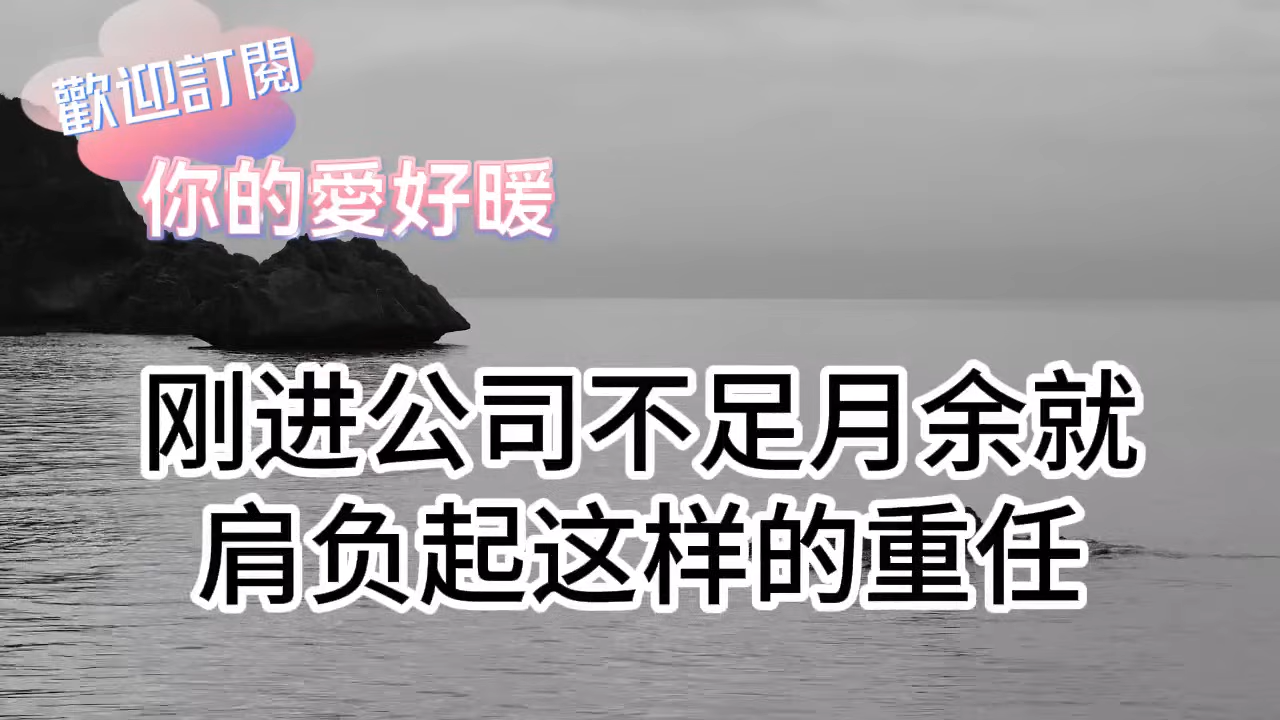 歡迎訂閱
你的愛好暖
刚进公司不足月余就
肩负起这样的重任